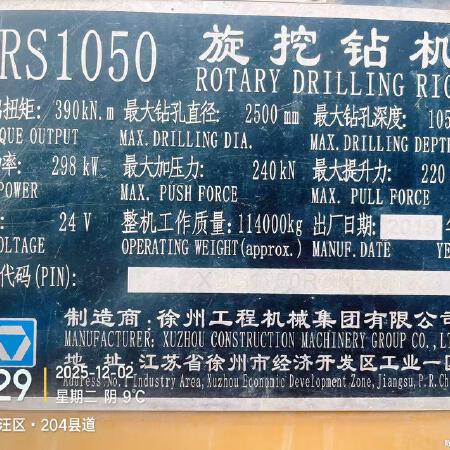 RS1050 旋挖钻机
ROTARY DRILLING RIG
扭矩: 390kN.m 最大钻孔直径: 2500 mm 最大钻孔深度: 105
QUE OUTPUT MAX. DRILLING DIA. MAX. DRILLING DEPTH
率: 298 kW 最大加压力: 240kN 最大提升力: 220
POWER MAX. PUSH FORCE MAX. PULL FORCE
: 24 V 整机工作质量: 114000kg 出厂日期: 2019
OLTAGE OPERATING WEIGHT(approx.) MANUF. DATE YE
代码(PIN):
制造商: 徐州工程机械集团有限公司
MANUFACTURER: XUZHOU CONSTRUCTION MACHINERY GROUP CO., LT
地 址: 江苏省徐州市经济开发区工业一区
Address:No.1 Industry Area, Xuzhou Economic Development Zone, Jiangsu, P.R.Ch
29 2025-12-02
星期二 阴 9℃
汪区·204县道